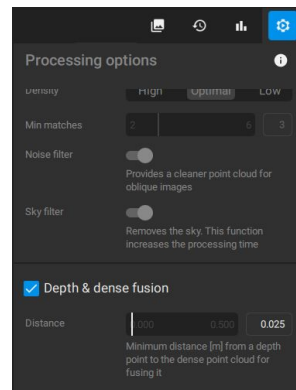 Processing options
Density High Optimal Low
Min matches 2 6 3
Noise filter
Provides a cleaner point cloud for
oblique images
Sky filter
Removes the sky. This function
increases the processing time
Depth & dense fusion
Distance 0.000 0.500 0.025
Minimum distance [m] from a depth
point to the dense point cloud for
fusing it